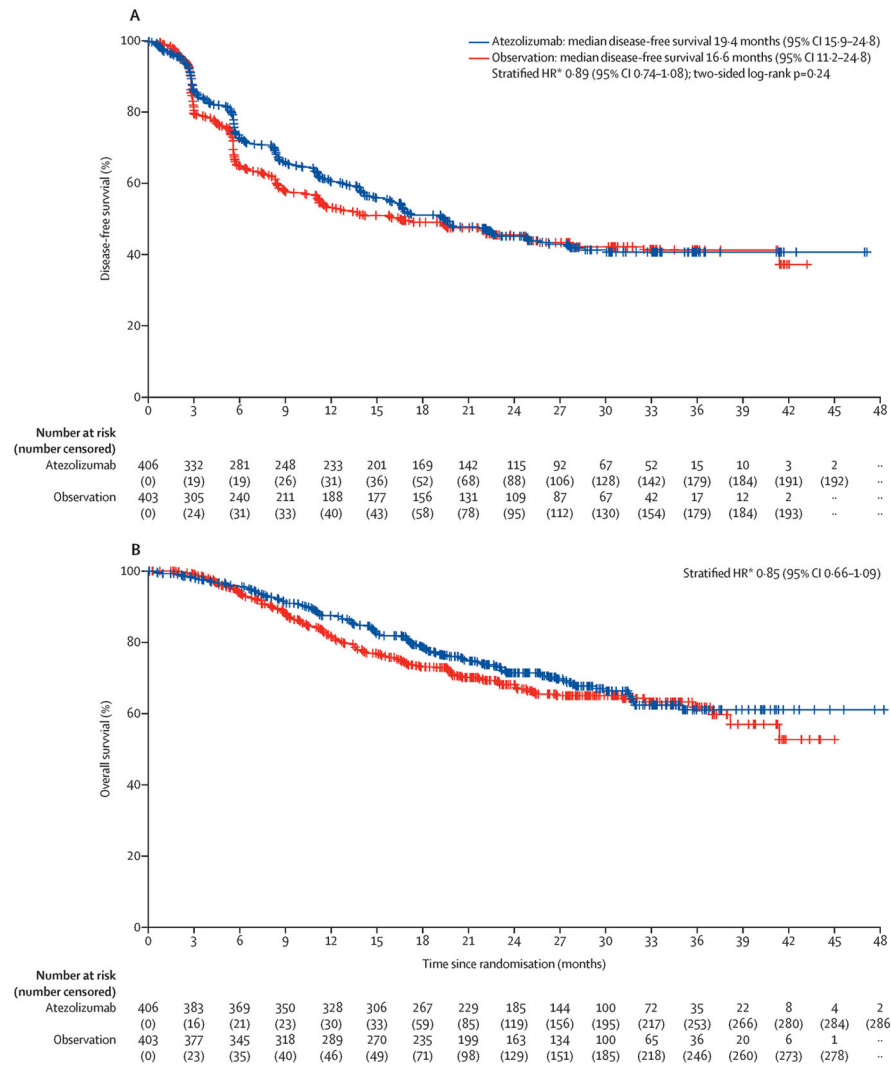 A
100
80
60
40
20
0
Disease-free survival (%)
Atezolizumab: median disease-free survival 19·4 months (95% CI 15·9–24·8)
Observation: median disease-free survival 16·6 months (95% CI 11·2–24·8)
Stratified HR* 0·89 (95% CI 0·74–1·08); two-sided log-rank p=0·24
0 3 6 9 12 15 18 21 24 27 30 33 36 39 42 45 48
Number at risk
(number censored)
Atezolizumab 406 332 281 248 233 201 169 142 115 92 67 52 15 10 3 2 ··
(0) (19) (19) (26) (31) (36) (52) (68) (88) (106) (128) (142) (179) (184) (191) (192) ··
Observation 403 305 240 211 188 177 156 131 109 87 67 42 17 12 2 ·· ··
(0) (24) (31) (33) (40) (43) (58) (78) (95) (112) (130) (154) (179) (184) (193) ·· ··
B
100
80
60
40
20
0
Overall survival (%)
Stratified HR* 0·85 (95% CI 0·66–1·09)
0 3 6 9 12 15 18 21 24 27 30 33 36 39 42 45 48
Time since randomisation (months)
Number at risk
(number censored)
Atezolizumab 406 383 369 350 328 306 267 229 185 144 100 72 35 22 8 4 2
(0) (16) (21) (23) (30) (33) (59) (85) (119) (156) (195) (217) (253) (266) (280) (284) (286
Observation 403 377 345 318 289 270 235 199 163 134 100 65 36 20 6 1 ··
(0) (23) (35) (40) (46) (49) (71) (98) (129) (151) (185) (218) (246) (260) (273) (278) ··